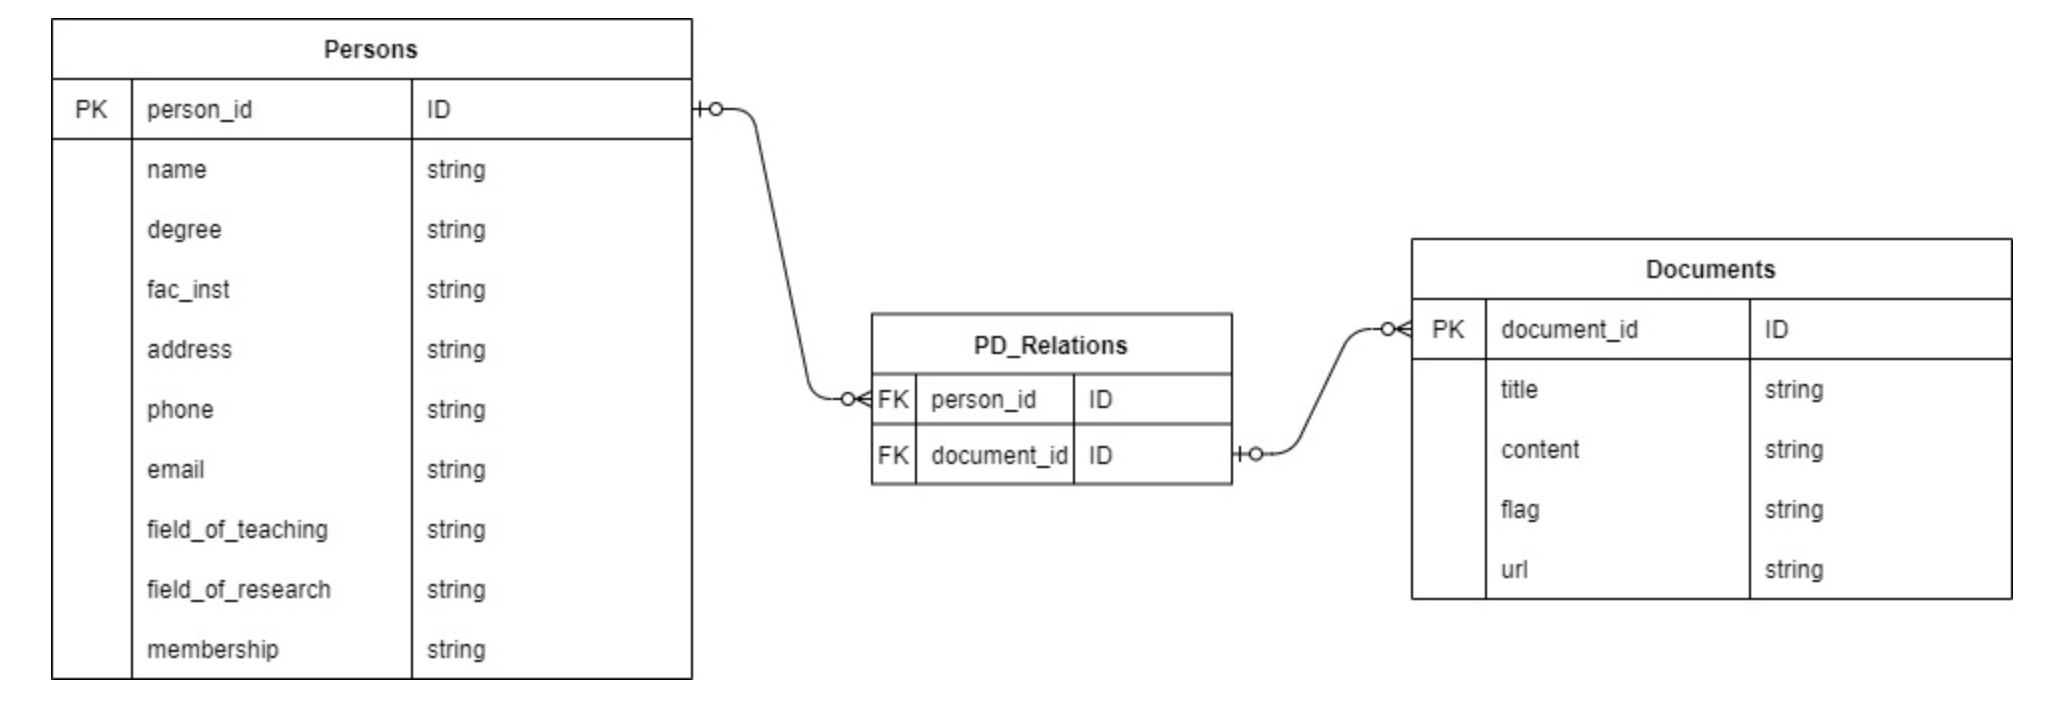 Persons
PK person_id ID
name string
degree string
fac_inst string
address string
phone string
email string
field_of_teaching string
field_of_research string
membership string
PD_Relations
FK person_id ID
FK document_id ID
Documents
PK document_id ID
title string
content string
flag string
url string